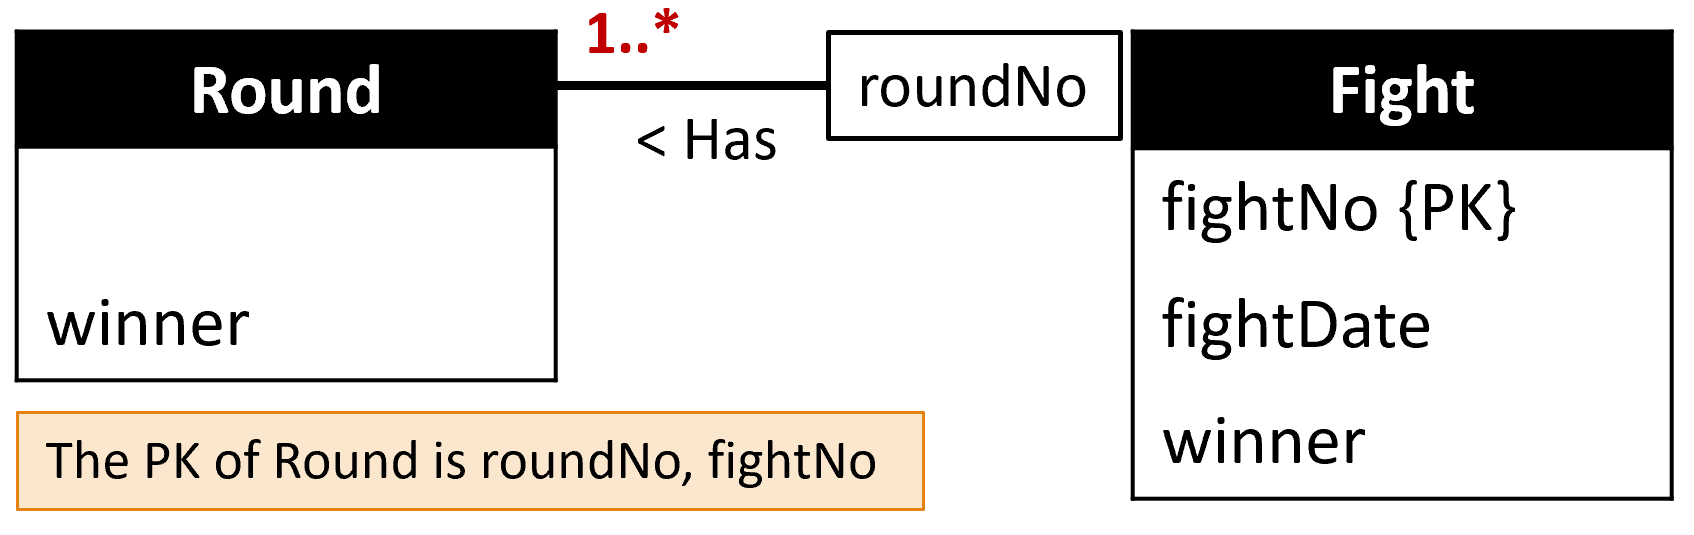 Round
1..*
< Has
roundNo
Fight
winner
fightNo {PK}
fightDate
winner
The PK of Round is roundNo, fightNo